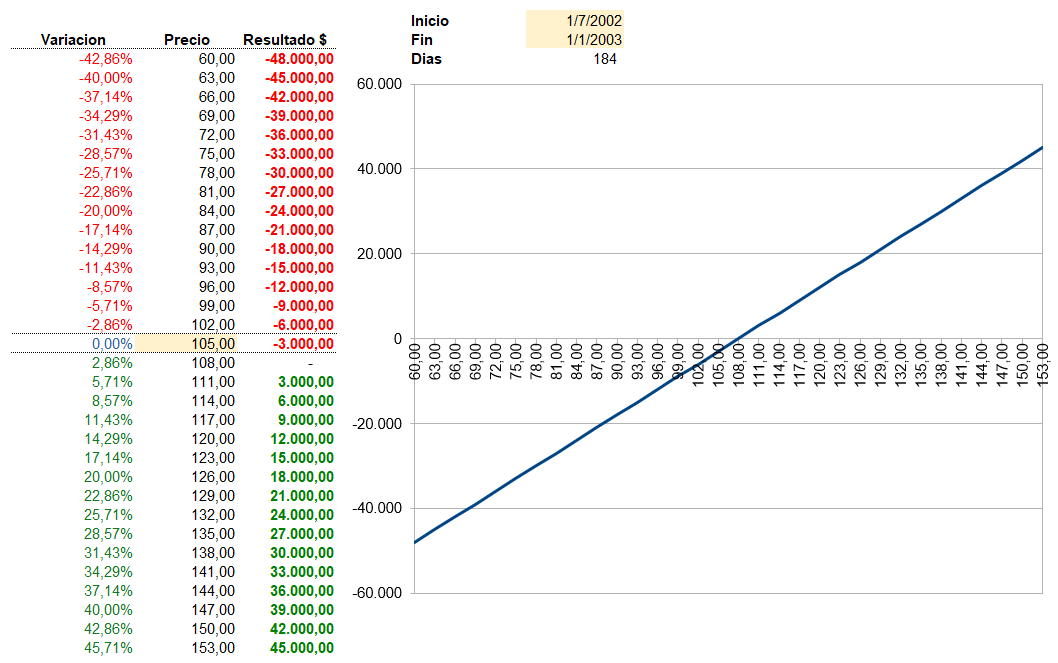 Inicio 1/7/2002
Variacion Precio Resultado $ Fin 1/1/2003
-42,86% 60,00 -48.000,00 Dias 184
-40,00% 63,00 -45.000,00
-37,14% 66,00 -42.000,00
-34,29% 69,00 -39.000,00
-31,43% 72,00 -36.000,00
-28,57% 75,00 -33.000,00
-25,71% 78,00 -30.000,00
-22,86% 81,00 -27.000,00
-20,00% 84,00 -24.000,00
-17,14% 87,00 -21.000,00
-14,29% 90,00 -18.000,00
-11,43% 93,00 -15.000,00
-8,57% 96,00 -12.000,00
-5,71% 99,00 -9.000,00
-2,86% 102,00 -6.000,00
0,00% 105,00 -3.000,00
2,86% 108,00 -
5,71% 111,00 3.000,00
8,57% 114,00 6.000,00
11,43% 117,00 9.000,00
14,29% 120,00 12.000,00
17,14% 123,00 15.000,00
20,00% 126,00 18.000,00
22,86% 129,00 21.000,00
25,71% 132,00 24.000,00
28,57% 135,00 27.000,00
31,43% 138,00 30.000,00
34,29% 141,00 33.000,00
37,14% 144,00 36.000,00
40,00% 147,00 39.000,00
42,86% 150,00 42.000,00
45,71% 153,00 45.000,00
60.000
40.000
20.000
0
-20.000
-40.000
-60.000
60,00 63,00 66,00 69,00 72,00 75,00 78,00 81,00 84,00 87,00 90,00 93,00 96,00 99,00 102,00 105,00 108,00 111,00 114,00 117,00 120,00 123,00 126,00 129,00 132,00 135,00 138,00 141,00 144,00 147,00 150,00 153,00